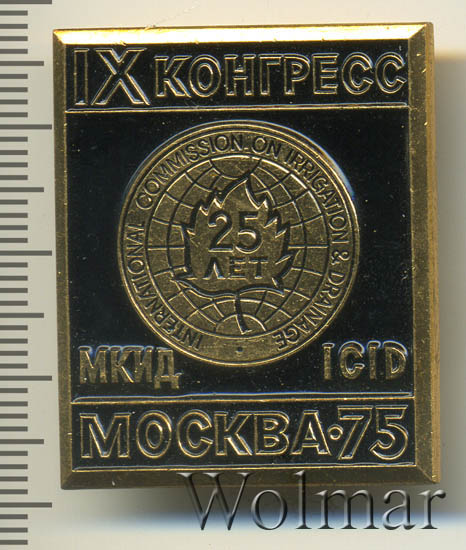 IX КОНГРЕСС
INTERNATIONAL COMMISSION ON IRRIGATION & DRAINAGE
25
ЛЕТ
МКИД ICID
МОСКВА·75
Wolmar